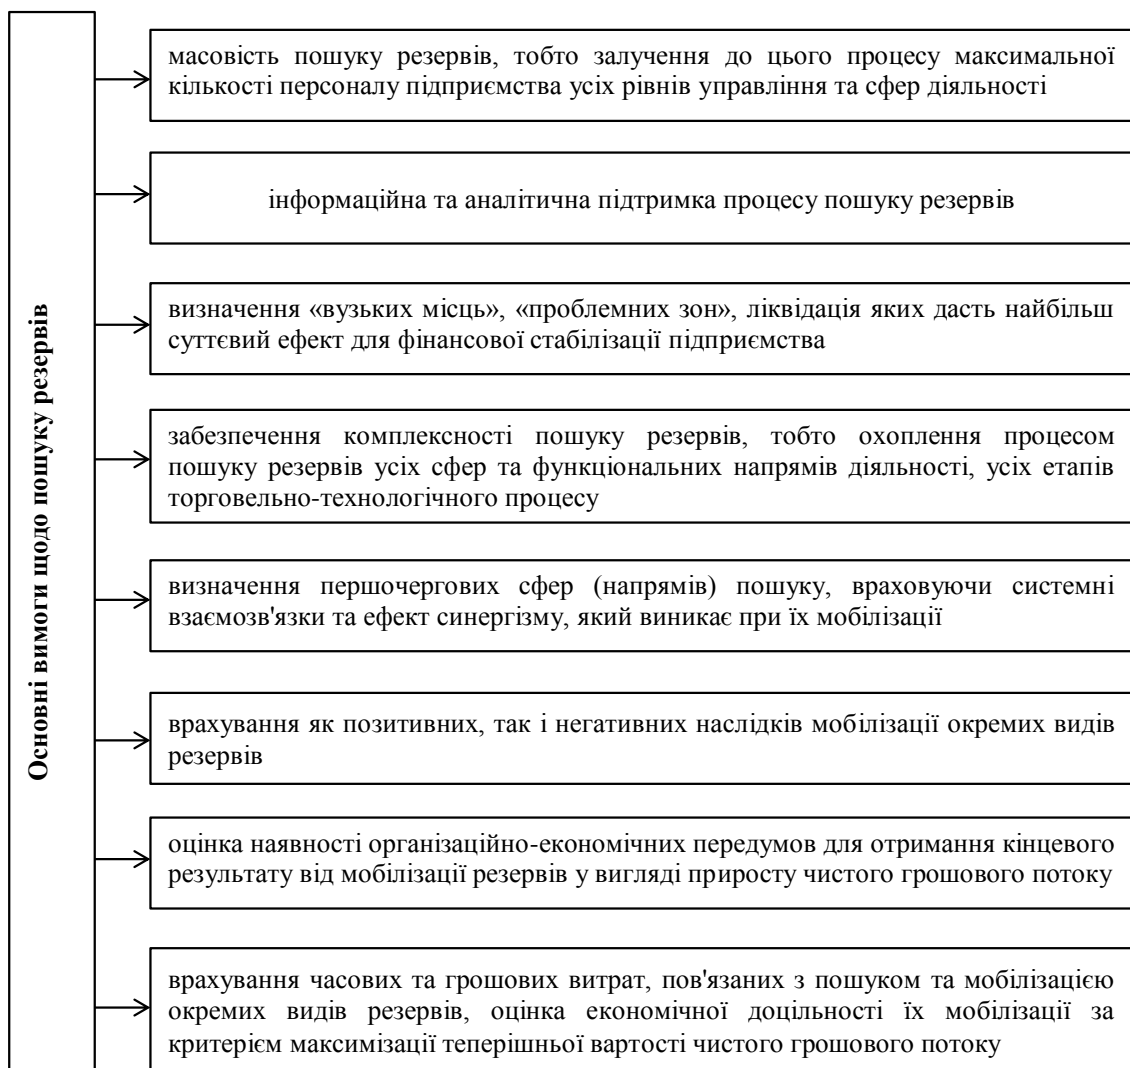 Основні вимоги щодо пошуку резервів
масовість пошуку резервів, тобто залучення до цього процесу максимальної
кількості персоналу підприємства усіх рівнів управління та сфер діяльності
інформаційна та аналітична підтримка процесу пошуку резервів
визначення «вузьких місць», «проблемних зон», ліквідація яких дасть найбільш
суттєвий ефект для фінансової стабілізації підприємства
забезпечення комплексності пошуку резервів, тобто охоплення процесом
пошуку резервів усіх сфер та функціональних напрямів діяльності, усіх етапів
торговельно-технологічного процесу
визначення першочергових сфер (напрямів) пошуку, враховуючи системні
взаємозв'язки та ефект синергізму, який виникає при їх мобілізації
врахування як позитивних, так і негативних наслідків мобілізації окремих видів
резервів
оцінка наявності організаційно-економічних передумов для отримання кінцевого
результату від мобілізації резервів у вигляді приросту чистого грошового потоку
врахування часових та грошових витрат, пов'язаних з пошуком та мобілізацією
окремих видів резервів, оцінка економічної доцільності їх мобілізації за
критерієм максимізації теперішньої вартості чистого грошового потоку